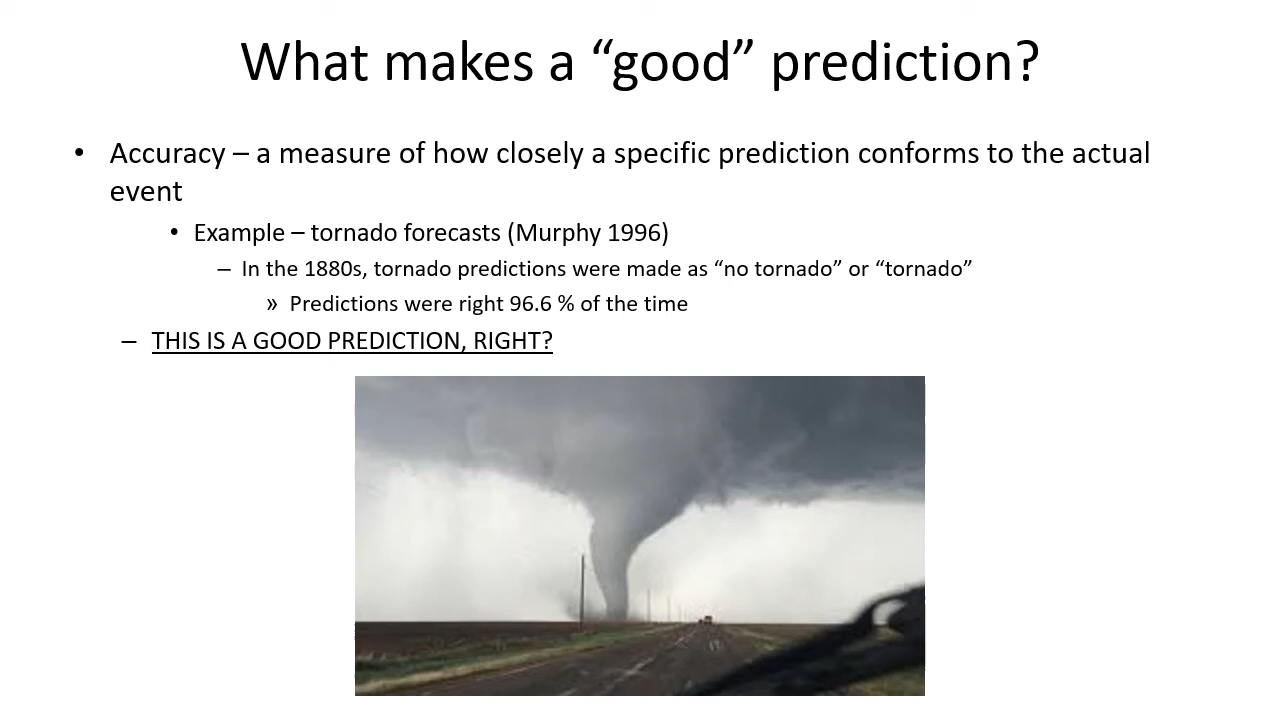 What makes a “good” prediction?
• Accuracy – a measure of how closely a specific prediction conforms to the actual
event
• Example – tornado forecasts (Murphy 1996)
– In the 1880s, tornado predictions were made as “no tornado” or “tornado”
» Predictions were right 96.6 % of the time
– THIS IS A GOOD PREDICTION, RIGHT?